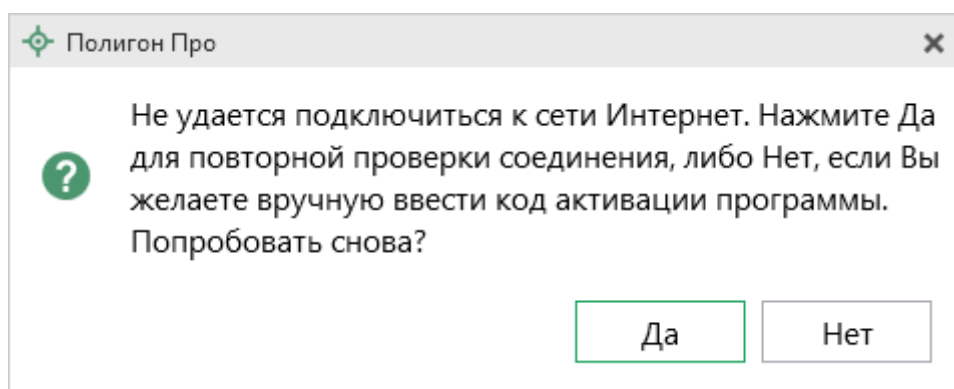 Полигон Про
Не удается подключиться к сети Интернет. Нажмите Да
для повторной проверки соединения, либо Нет, если Вы
желаете вручную ввести код активации программы.
Попробовать снова?
Да
Нет